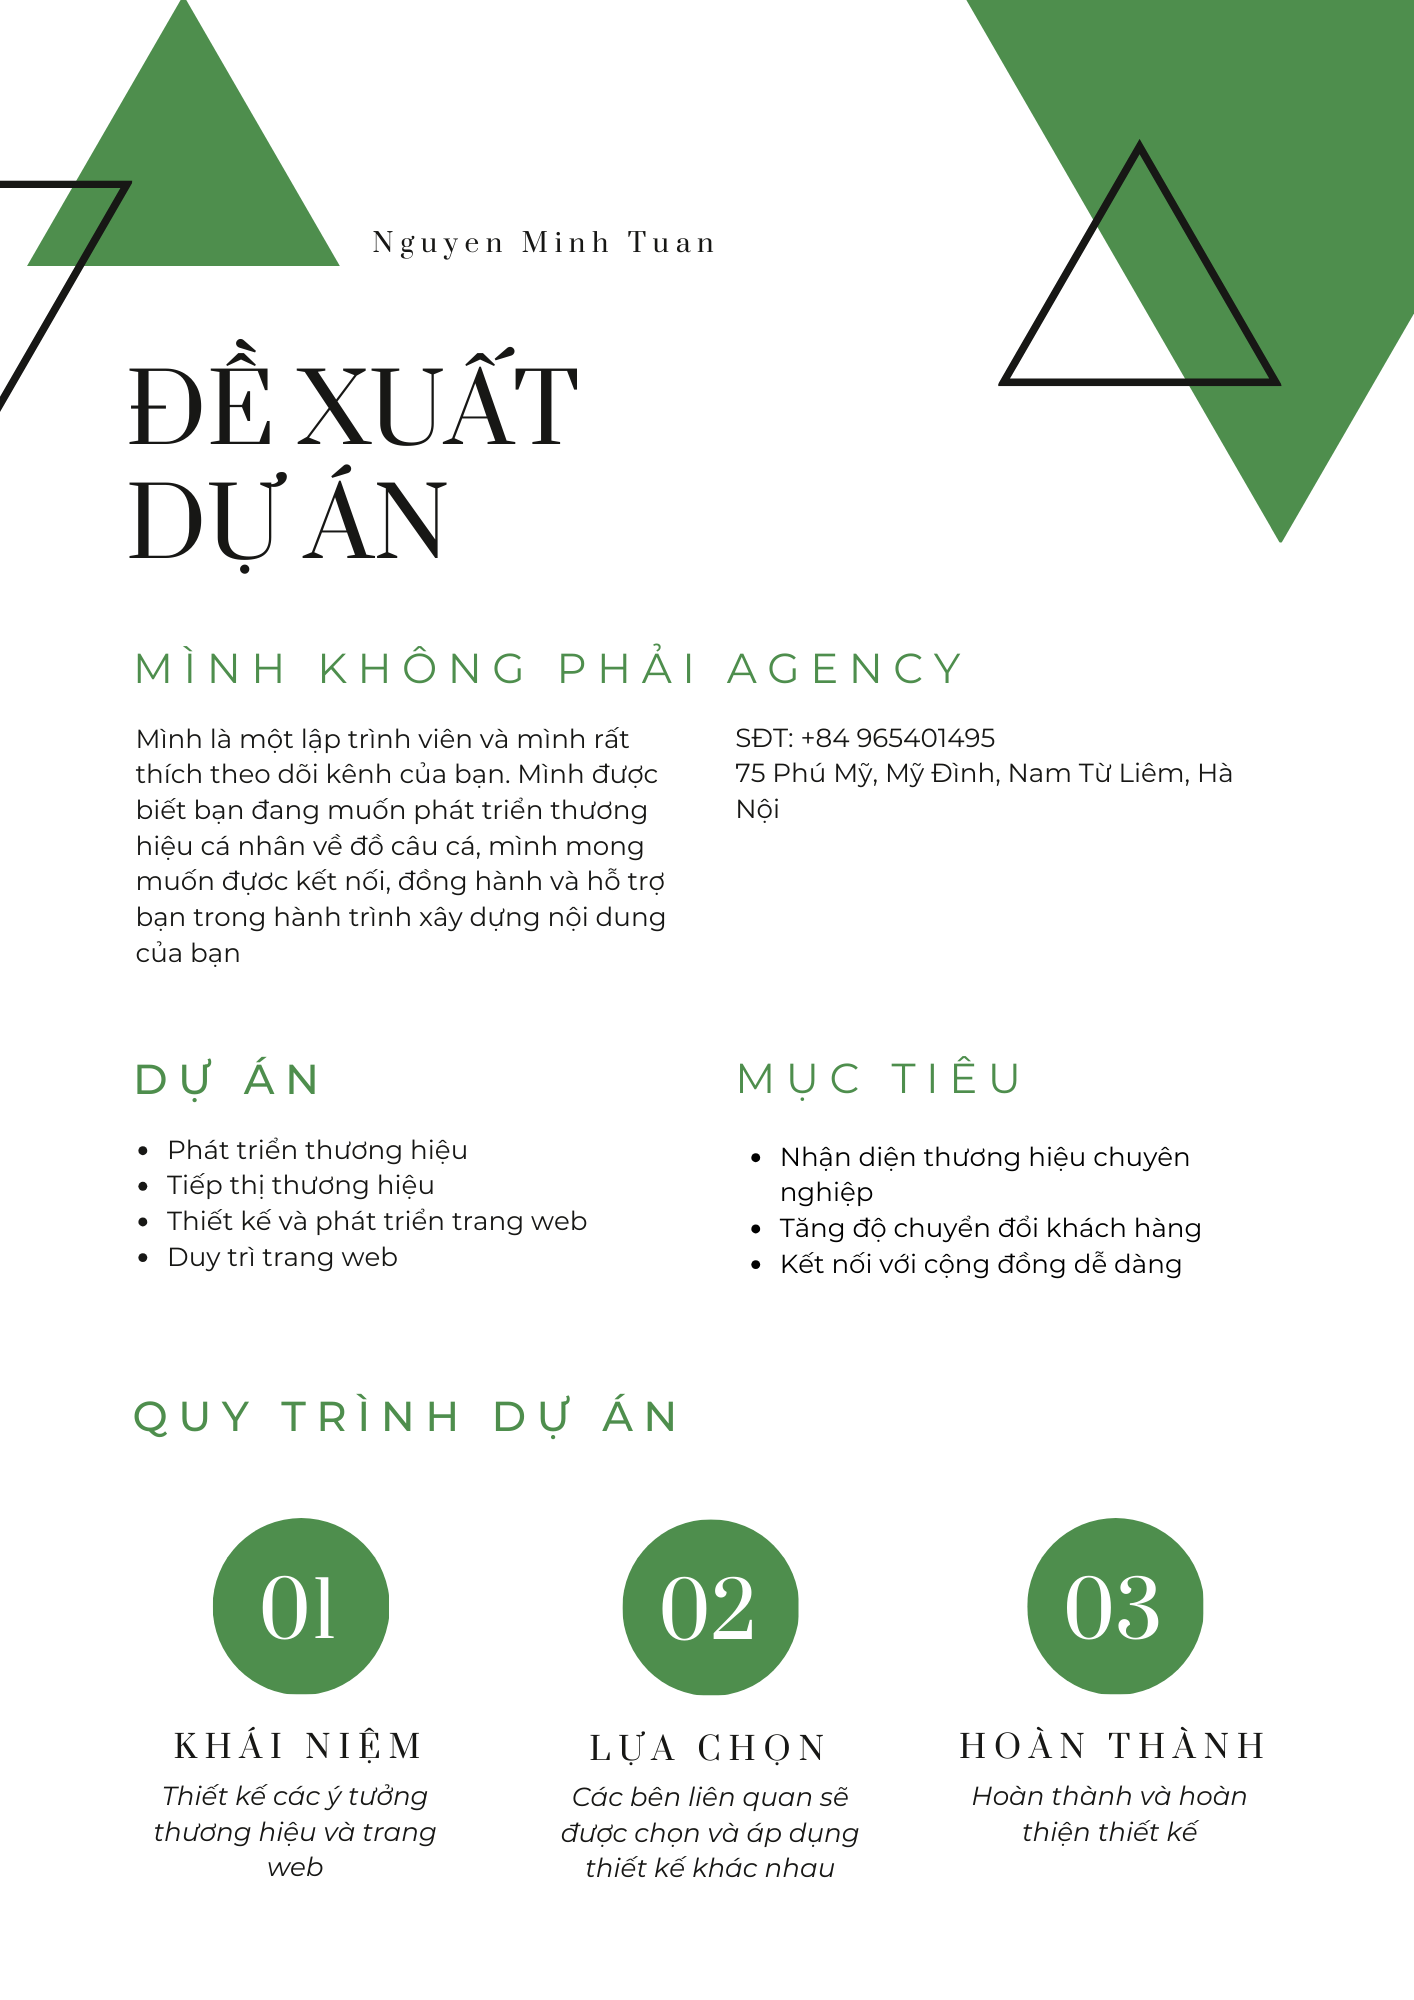 Nguyen Minh Tuan
ĐỀ XUẤT
DỰ ÁN
MÌNH KHÔNG PHẢI AGENCY
Mình là một lập trình viên và mình rất
thích theo dõi kênh của bạn. Mình được
biết bạn đang muốn phát triển thương
hiệu cá nhân về đồ câu cá, mình mong
muốn đựơc kết nối, đồng hành và hỗ trợ
bạn trong hành trình xây dựng nội dung
của bạn
SĐT: +84 965401495
75 Phú Mỹ, Mỹ Đình, Nam Từ Liêm, Hà
Nội
DỰ ÁN
• Phát triển thương hiệu
• Tiếp thị thương hiệu
• Thiết kế và phát triển trang web
• Duy trì trang web
MỤC TIÊU
• Nhận diện thương hiệu chuyên
nghiệp
• Tăng độ chuyển đổi khách hàng
• Kết nối với cộng đồng dễ dàng
QUY TRÌNH DỰ ÁN
01
KHÁI NIỆM
Thiết kế các ý tưởng
thương hiệu và trang
web
02
LỰA CHỌN
Các bên liên quan sẽ
được chọn và áp dụng
thiết kế khác nhau
03
HOÀN THÀNH
Hoàn thành và hoàn
thiện thiết kế